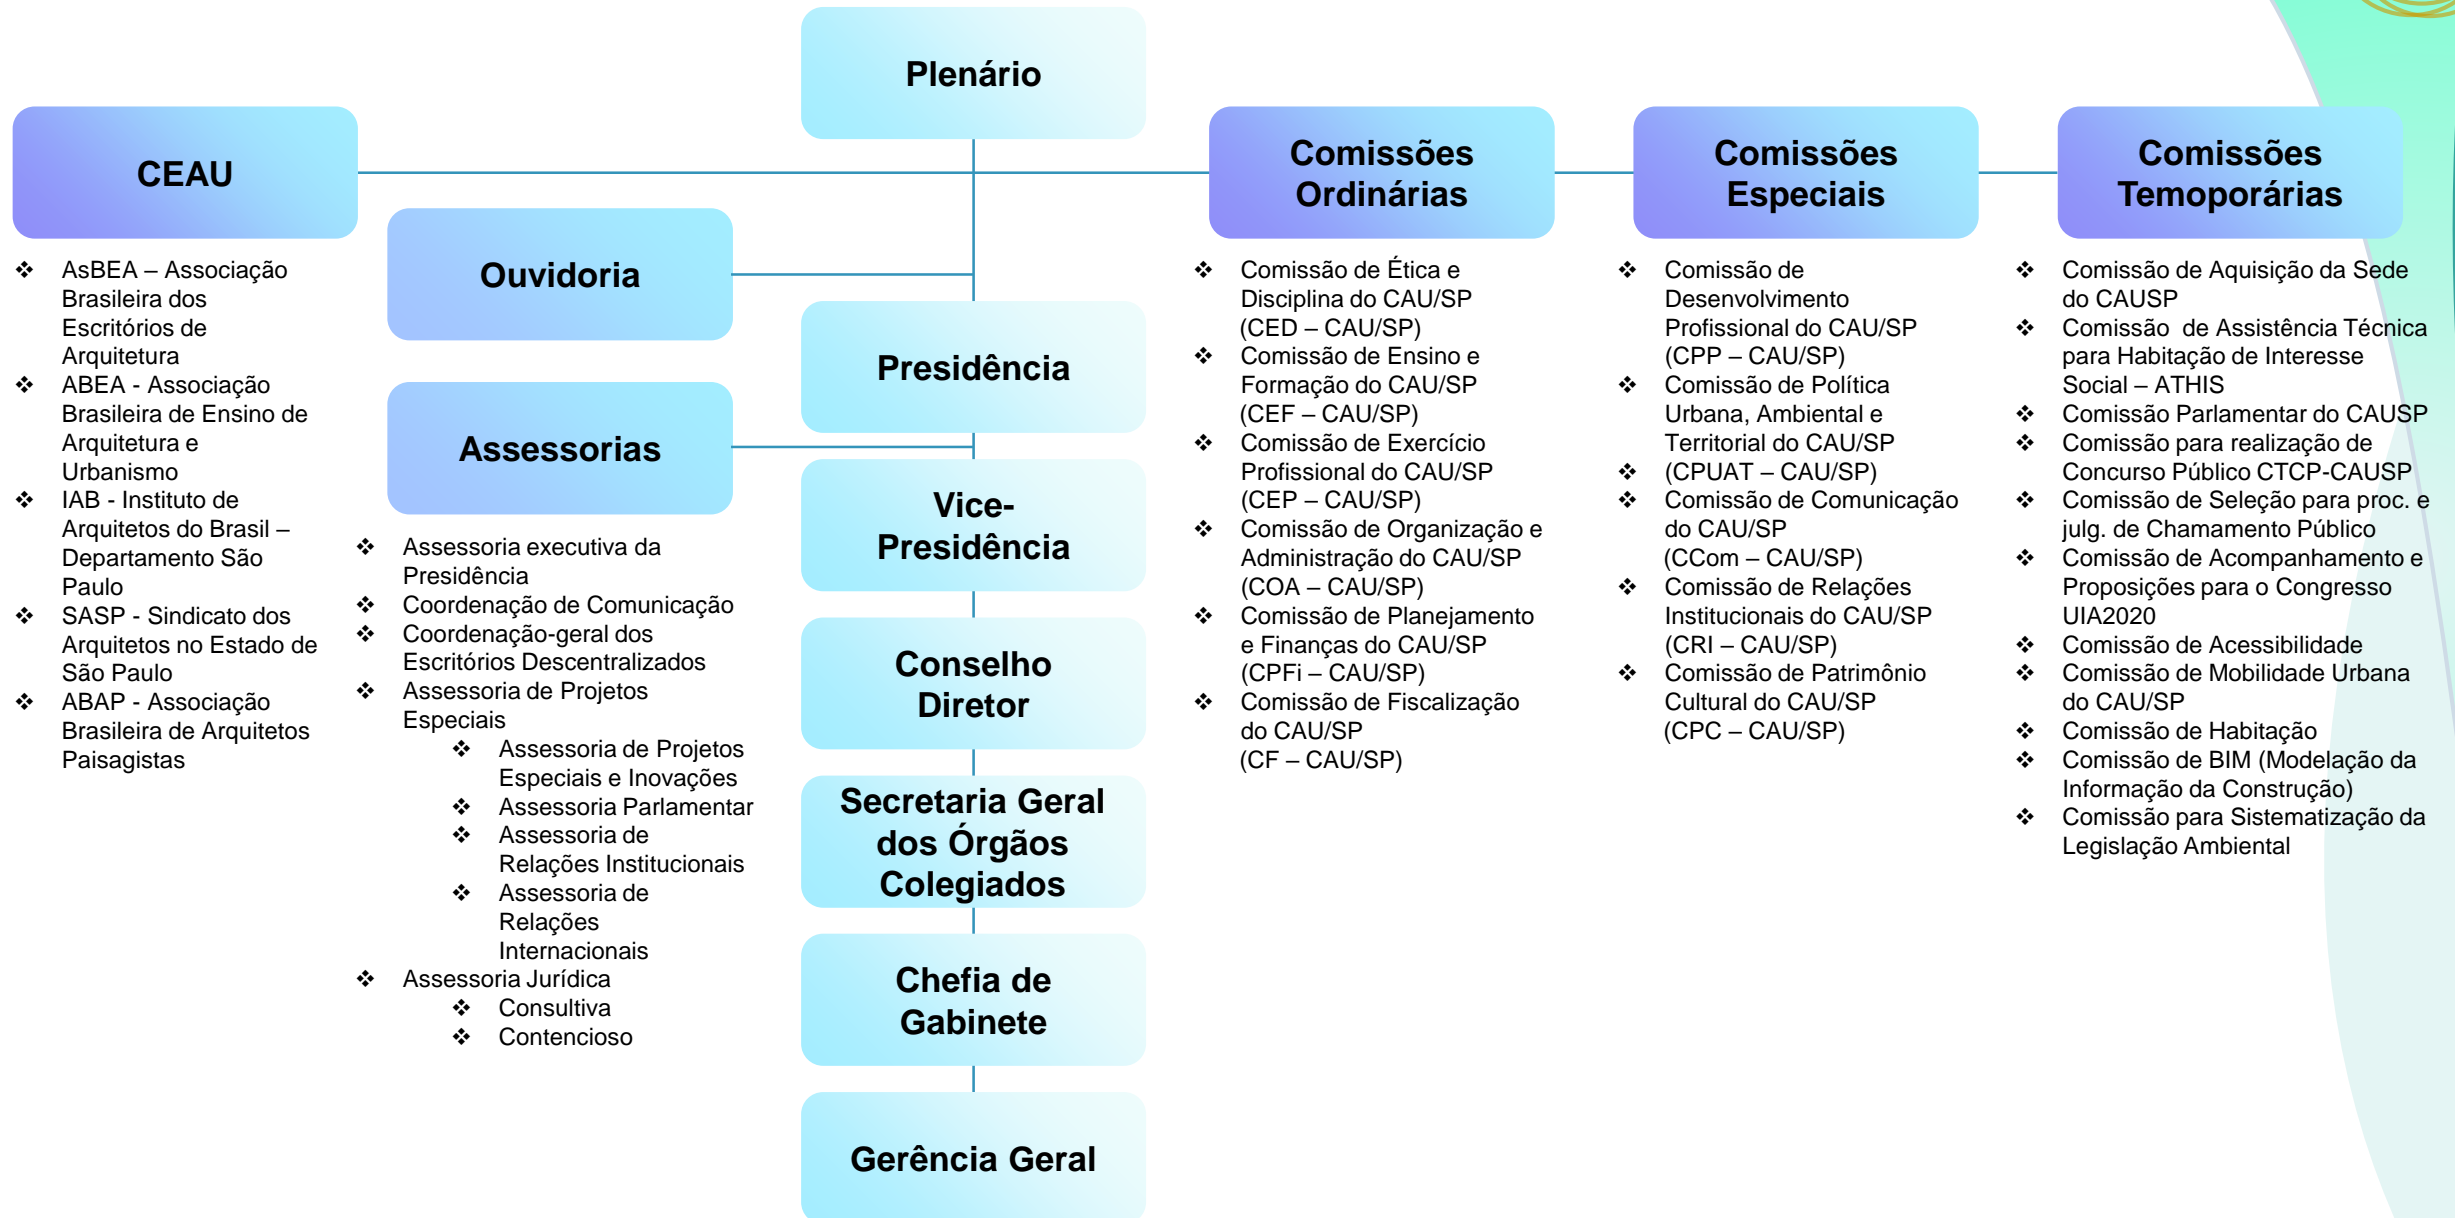 Plenário
CEAU
❖ AsBEA – Associação
Brasileira dos
Escritórios de
Arquitetura
❖ ABEA - Associação
Brasileira de Ensino de
Arquitetura e
Urbanismo
❖ IAB - Instituto de
Arquitetos do Brasil –
Departamento São
Paulo
❖ SASP - Sindicato dos
Arquitetos no Estado de
São Paulo
❖ ABAP - Associação
Brasileira de Arquitetos
Paisagistas
Ouvidoria
Assessorias
❖ Assessoria executiva da
Presidência
❖ Coordenação de Comunicação
❖ Coordenação-geral dos
Escritórios Descentralizados
❖ Assessoria de Projetos
Especiais
❖ Assessoria de Projetos
Especiais e Inovações
❖ Assessoria Parlamentar
❖ Assessoria de
Relações Institucionais
❖ Assessoria de
Relações
Internacionais
❖ Assessoria Jurídica
❖ Consultiva
❖ Contencioso
Presidência
Vice-
Presidência
Conselho
Diretor
Secretaria Geral
dos Órgãos
Colegiados
Chefia de
Gabinete
Gerência Geral
Comissões
Ordinárias
❖ Comissão de Ética e
Disciplina do CAU/SP
(CED – CAU/SP)
❖ Comissão de Ensino e
Formação do CAU/SP
(CEF – CAU/SP)
❖ Comissão de Exercício
Profissional do CAU/SP
(CEP – CAU/SP)
❖ Comissão de Organização e
Administração do CAU/SP
(COA – CAU/SP)
❖ Comissão de Planejamento
e Finanças do CAU/SP
(CPFi – CAU/SP)
❖ Comissão de Fiscalização
do CAU/SP
(CF – CAU/SP)
Comissões
Especiais
❖ Comissão de
Desenvolvimento
Profissional do CAU/SP
(CPP – CAU/SP)
❖ Comissão de Política
Urbana, Ambiental e
Territorial do CAU/SP
❖ (CPUAT – CAU/SP)
❖ Comissão de Comunicação
do CAU/SP
(CCom – CAU/SP)
❖ Comissão de Relações
Institucionais do CAU/SP
(CRI – CAU/SP)
❖ Comissão de Patrimônio
Cultural do CAU/SP
(CPC – CAU/SP)
Comissões
Temoporárias
❖ Comissão de Aquisição da Sede
do CAUSP
❖ Comissão de Assistência Técnica
para Habitação de Interesse
Social – ATHIS
❖ Comissão Parlamentar do CAUSP
❖ Comissão para realização de
Concurso Público CTCP-CAUSP
❖ Comissão de Seleção para proc. e
julg. de Chamamento Público
❖ Comissão de Acompanhamento e
Proposições para o Congresso
UIA2020
❖ Comissão de Acessibilidade
❖ Comissão de Mobilidade Urbana
do CAU/SP
❖ Comissão de Habitação
❖ Comissão de BIM (Modelação da
Informação da Construção)
❖ Comissão para Sistematização da
Legislação Ambiental